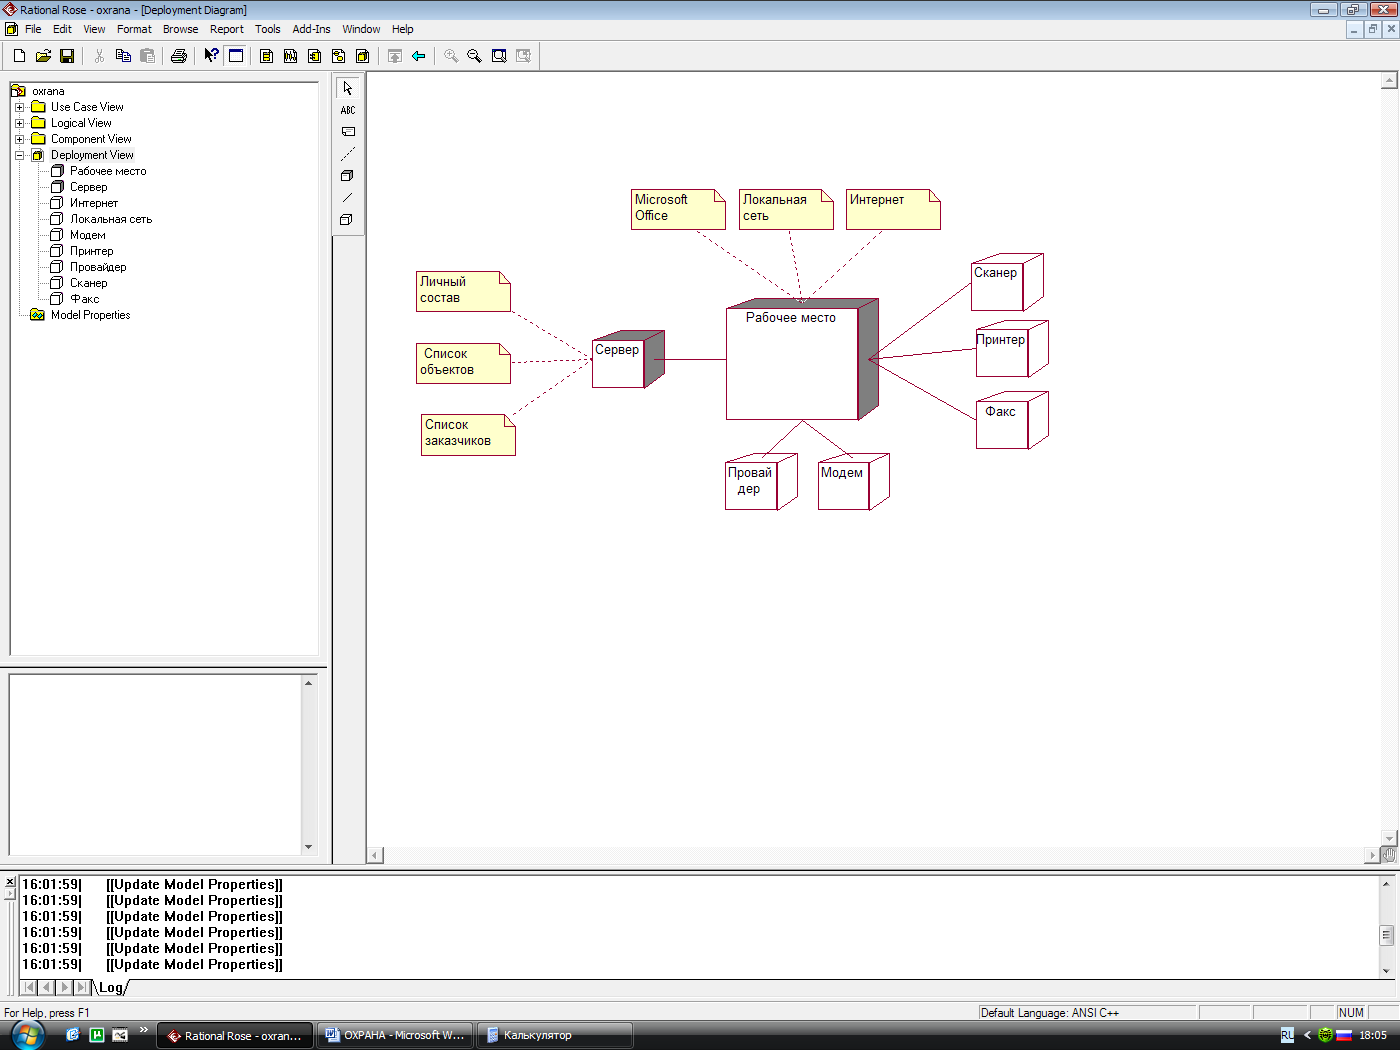 Rational Rose - oxrana - [Deployment Diagram]
File Edit View Format Browse Report Tools Add-Ins Window Help
oxrana
Use Case View
Logical View
Component View
Deployment View
Рабочее место
Сервер
Интернет
Локальная сеть
Модем
Принтер
Провайдер
Сканер
Факс
Model Properties
ABC
Microsoft
Office
Локальная
сеть
Интернет
Личный
состав
Список
объектов
Список
заказчиков
Сервер
Рабочее место
Сканер
Принтер
Факс
Провай
дер
Модем
16:01:59| [[Update Model Properties]]
16:01:59| [[Update Model Properties]]
16:01:59| [[Update Model Properties]]
16:01:59| [[Update Model Properties]]
16:01:59| [[Update Model Properties]]
16:01:59| [[Update Model Properties]]
Log
For Help, press F1
Default Language: ANSI C++
NUM
Rational Rose - oxran...
ОХРАНА - Microsoft W...
Калькулятор
RL
18:05